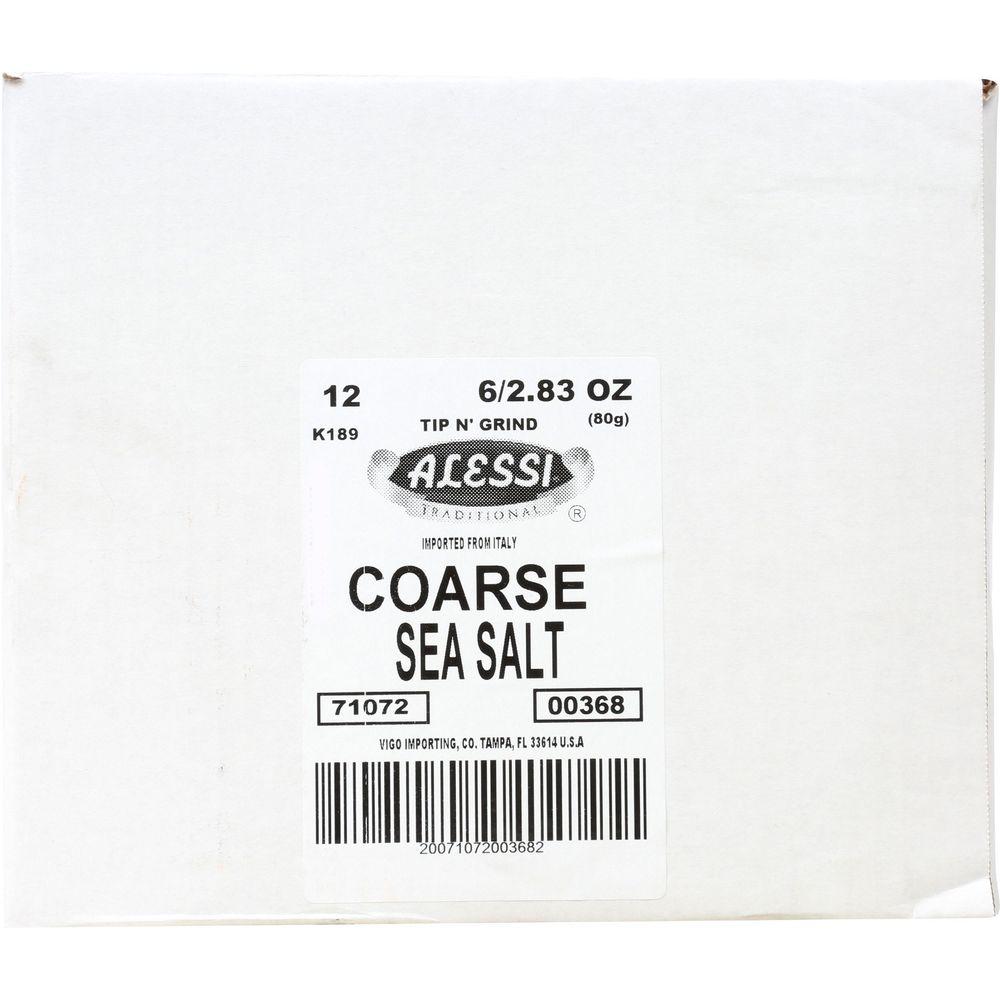 12 6/2.83 OZ
K189 TIP N' GRIND (80g)
ALESSI
TRADITIONAL ®
IMPORTED FROM ITALY
COARSE
SEA SALT
71072 00368
VIGO IMPORTING, CO. TAMPA, FL 33614 U.S.A
20071072003682